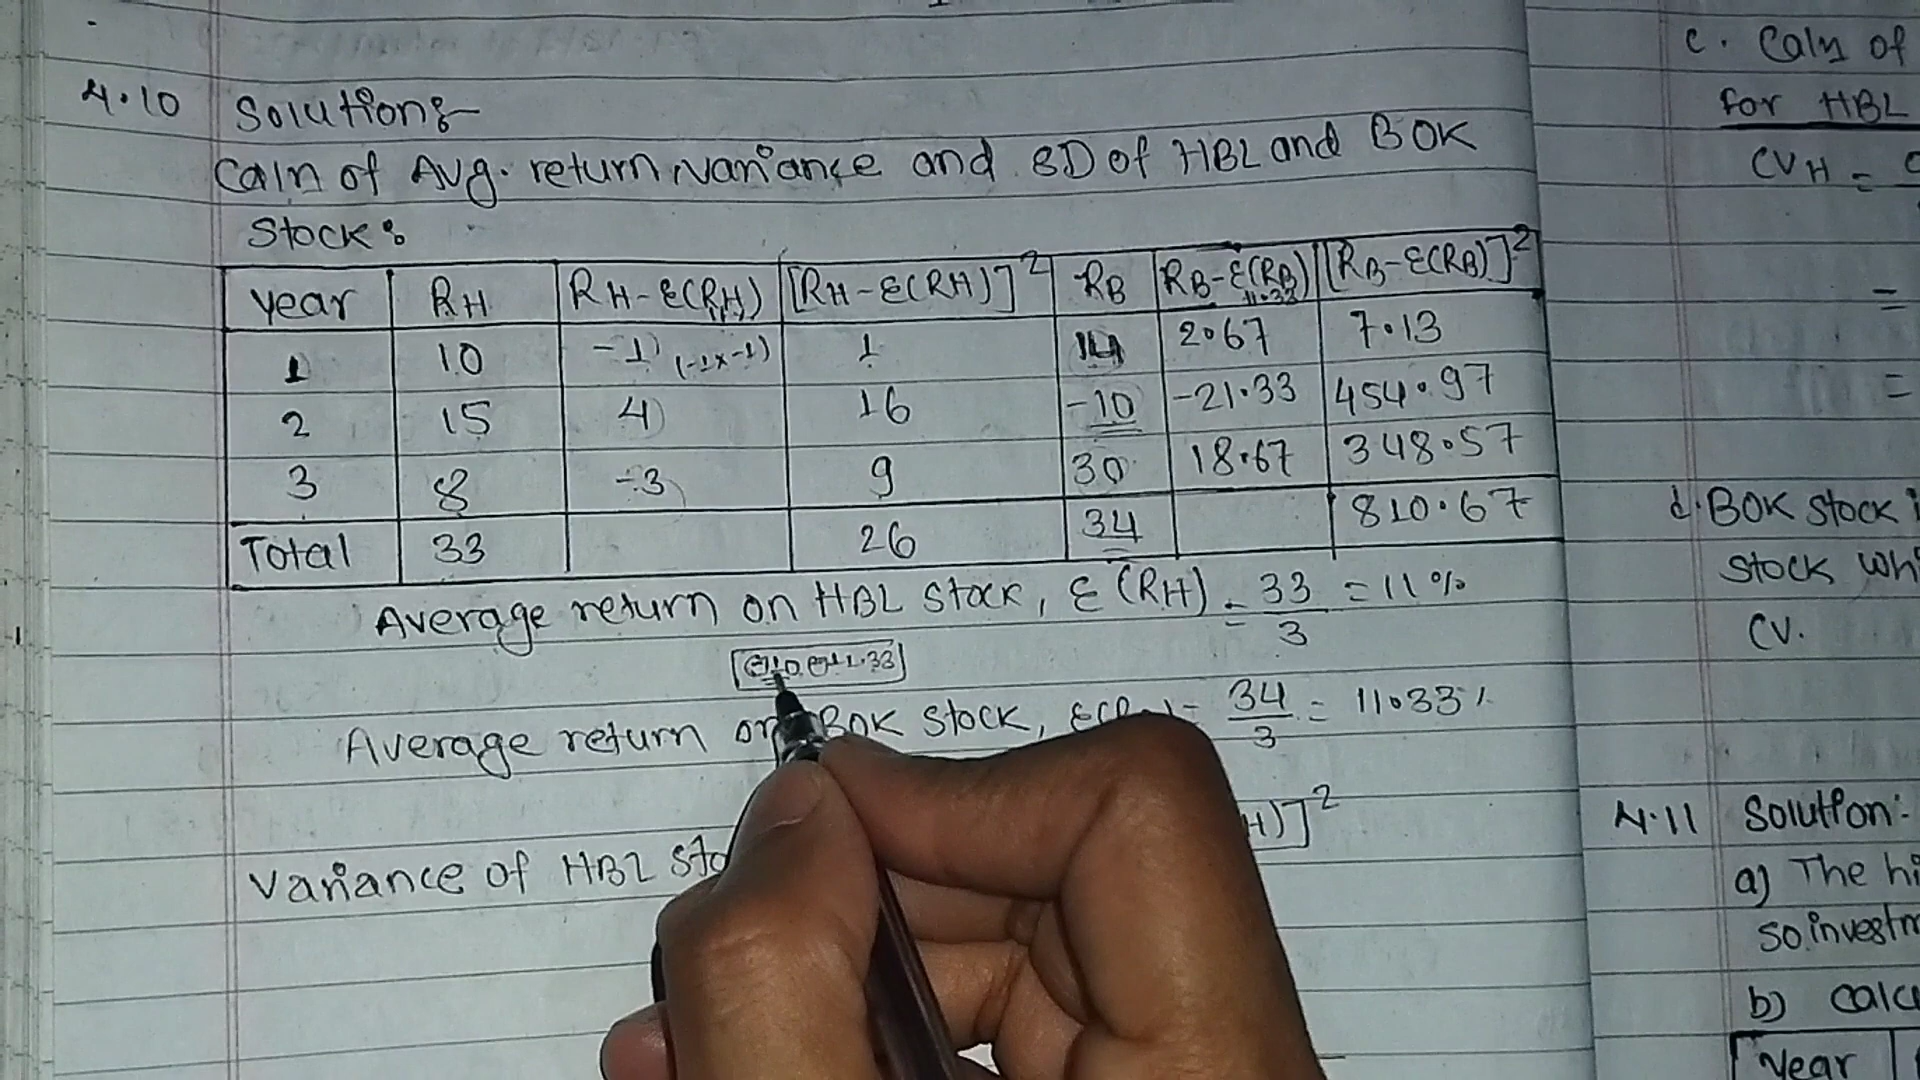 4.10 Solution:-
Caln of Avg. return, variance and SD of HBL and BOK
Stock:
Year RH RH-E(RH) [RH-E(RH)]² RB RB-E(RB) [RB-E(RB)]²
11 11.33
1 10 -1 (-1x-1) 1 14 2.67 7.13
2 15 4 16 -10 -21.33 454.97
3 8 -3 9 30 18.67 348.57
Total 33 26 34 810.67
Average return on HBL Stock, E(RH) = 33/3 = 11%
Average return on BOK Stock, = 34/3 = 11.33%
Variance of HBL H)]²
c. Caln of
for HBL
CVH =
=
=
d. BOK Stock
Stock
CV.
4.11 Solution:-
a) The
so
b)
Year